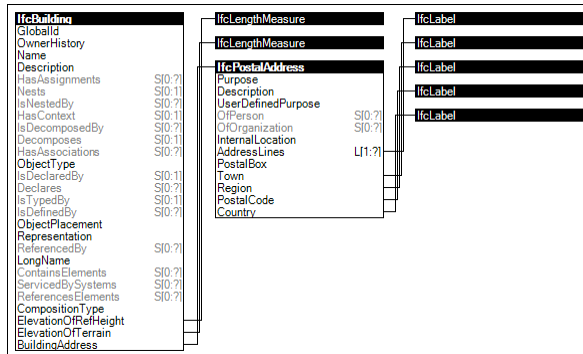 IfcBuilding
GlobalId
OwnerHistory
Name
Description
HasAssignments S[0:?]
Nests S[0:1]
IsNestedBy S[0:?]
HasContext S[0:1]
IsDecomposedBy S[0:?]
Decomposes S[0:1]
HasAssociations S[0:?]
ObjectType
IsDeclaredBy S[0:1]
Declares S[0:?]
IsTypedBy S[0:1]
IsDefinedBy S[0:?]
ObjectPlacement
Representation
ReferencedBy S[0:?]
LongName
ContainsElements S[0:?]
ServicedBySystems S[0:?]
ReferencesElements S[0:?]
CompositionType
ElevationOfRefHeight
ElevationOfTerrain
BuildingAddress
IfcLengthMeasure
IfcLengthMeasure
IfcPostalAddress
Purpose
Description
UserDefinedPurpose
OfPerson S[0:?]
OfOrganization S[0:?]
InternalLocation
AddressLines L[1:?]
PostalBox
Town
Region
PostalCode
Country
IfcLabel
IfcLabel
IfcLabel
IfcLabel
IfcLabel